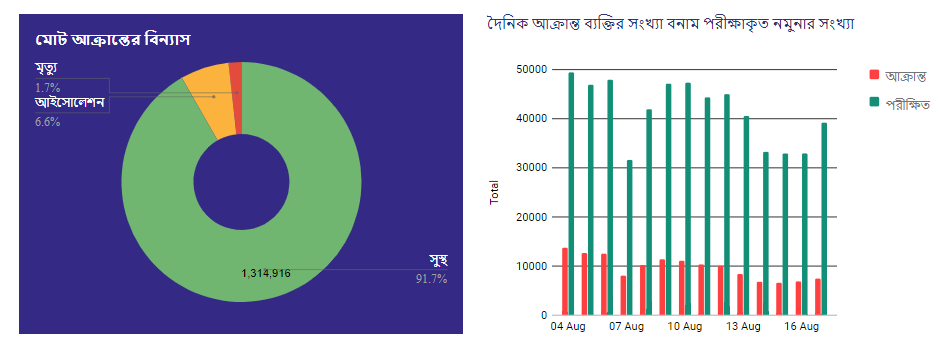 মোট আক্রান্তের বিন্যাস
মৃত্যু
1.7%
আইসোলেশন
6.6%
1,314,916
সুস্থ
91.7%
দৈনিক আক্রান্ত ব্যক্তির সংখ্যা বনাম পরীক্ষাকৃত নমুনার সংখ্যা
50000
40000
30000
20000
10000
0
Total
04 Aug 07 Aug 10 Aug 13 Aug 16 Aug
আক্রান্ত
পরীক্ষিত